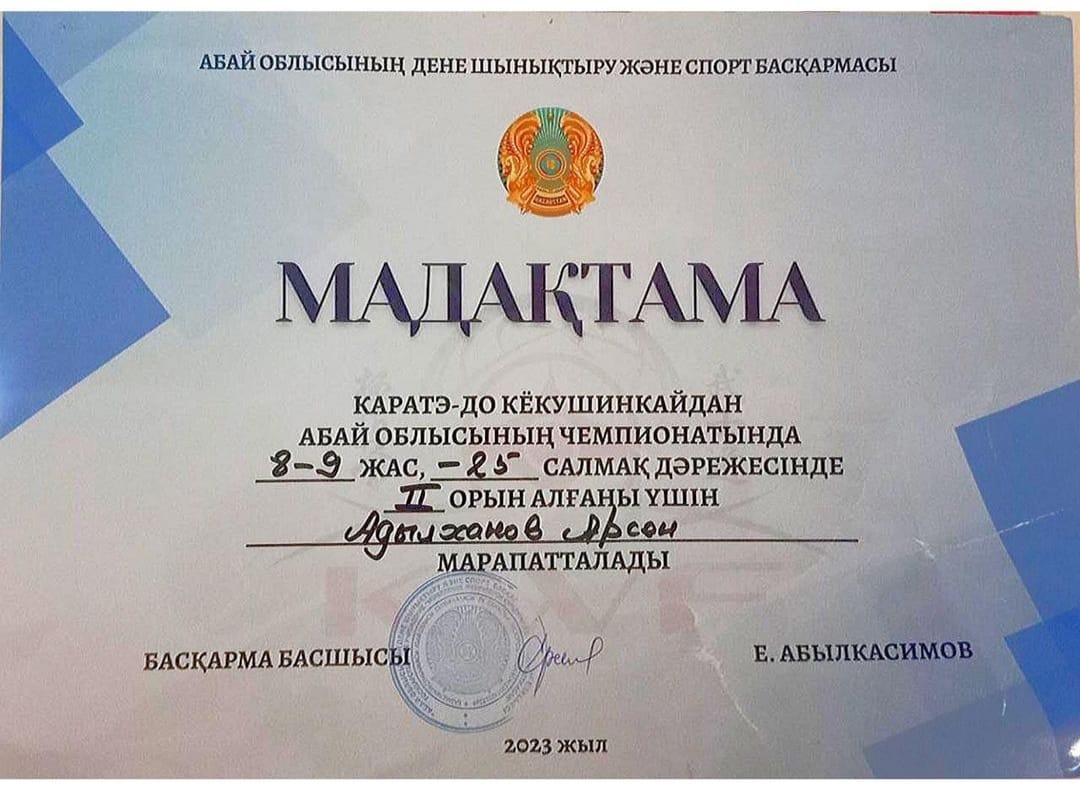 АБАЙ ОБЛЫСЫНЫҢ ДЕНЕ ШЫНЫҚТЫРУ ЖӘНЕ СПОРТ БАСҚАРМАСЫ
МАДАҚТАМА
КАРАТЭ-ДО КЁКУШИНКАЙДАН
АБАЙ ОБЛЫСЫНЫҢ ЧЕМПИОНАТЫНДА
8-9 ЖАС, -25 САЛМАҚ ДӘРЕЖЕСІНДЕ
II ОРЫН АЛҒАНЫ ҮШІН
Адылханов Арсен
МАРАПАТТАЛАДЫ
БАСҚАРМА БАСШЫСЫ Е. АБЫЛКАСИМОВ
2023 ЖЫЛ